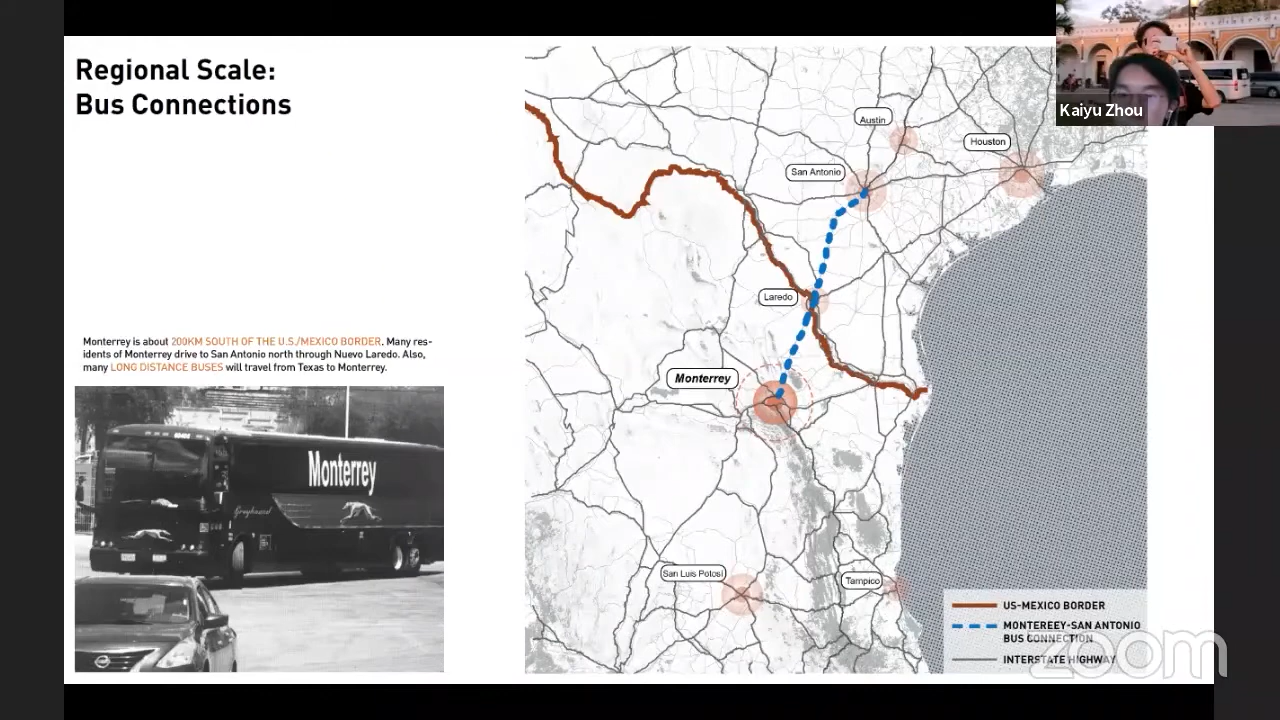 Regional Scale:
Bus Connections
Kaiyu Zhou
Austin
Houston
San Antonio
Laredo
Monterrey
San Luis Potosí
Tampico
Monterrey is about 200KM SOUTH OF THE U.S./MEXICO BORDER. Many res-
idents of Monterrey drive to San Antonio north through Nuevo Laredo. Also,
many LONG DISTANCE BUSES will travel from Texas to Monterrey.
Monterrey
Greyhound
US-MEXICO BORDER
MONTEREEY-SAN ANTONIO
BUS CONNECTION
INTERSTATE HIGHWAY
zoom